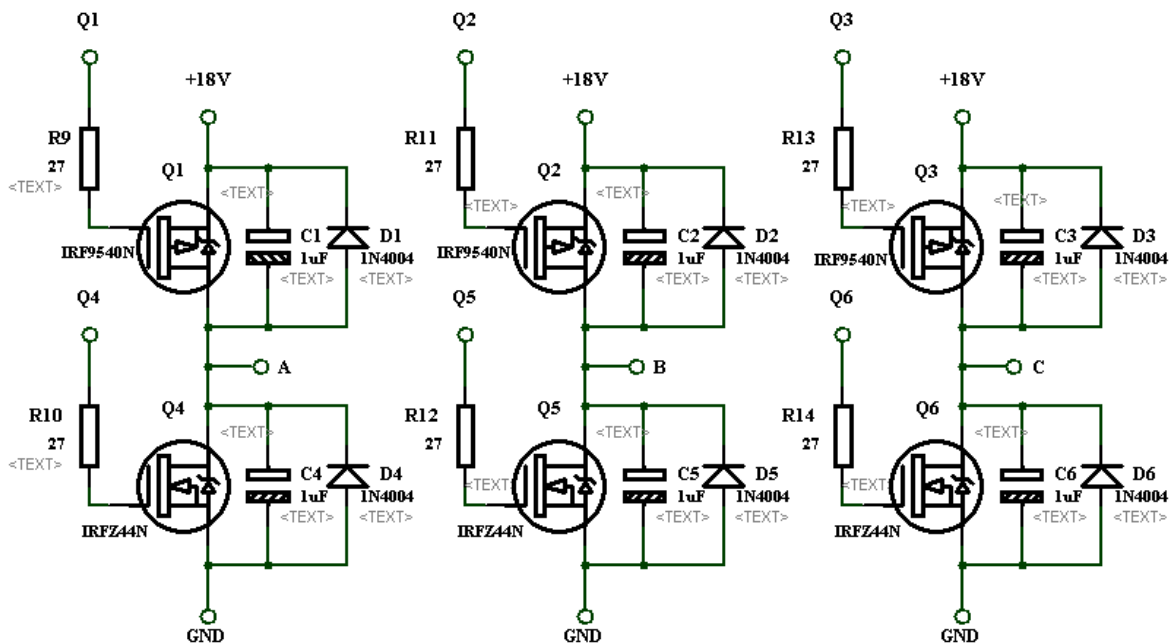 Q1 Q2 Q3
+18V +18V +18V
R9 R11 R13
27 Q1 27 Q2 27 Q3
<TEXT> <TEXT> <TEXT> <TEXT>
<TEXT> <TEXT>
C1 D1 C2 D2 C3 D3
IRF9540N 1uF 1N4004 IRF9540N 1uF 1N4004 IRF9540N 1uF 1N4004
<TEXT> <TEXT> <TEXT> <TEXT> <TEXT> <TEXT>
Q4 Q5 Q6
A B C
R10 Q4 R12 Q5 R14 Q6
27 <TEXT> 27 <TEXT> 27 <TEXT>
<TEXT>
C4 D4 C5 D5 C6 D6
<TEXT> <TEXT>
1uF 1N4004 1uF 1N4004 1uF 1N4004
<TEXT> <TEXT> <TEXT> <TEXT> <TEXT> <TEXT>
IRFZ44N IRFZ44N IRFZ44N
GND GND GND